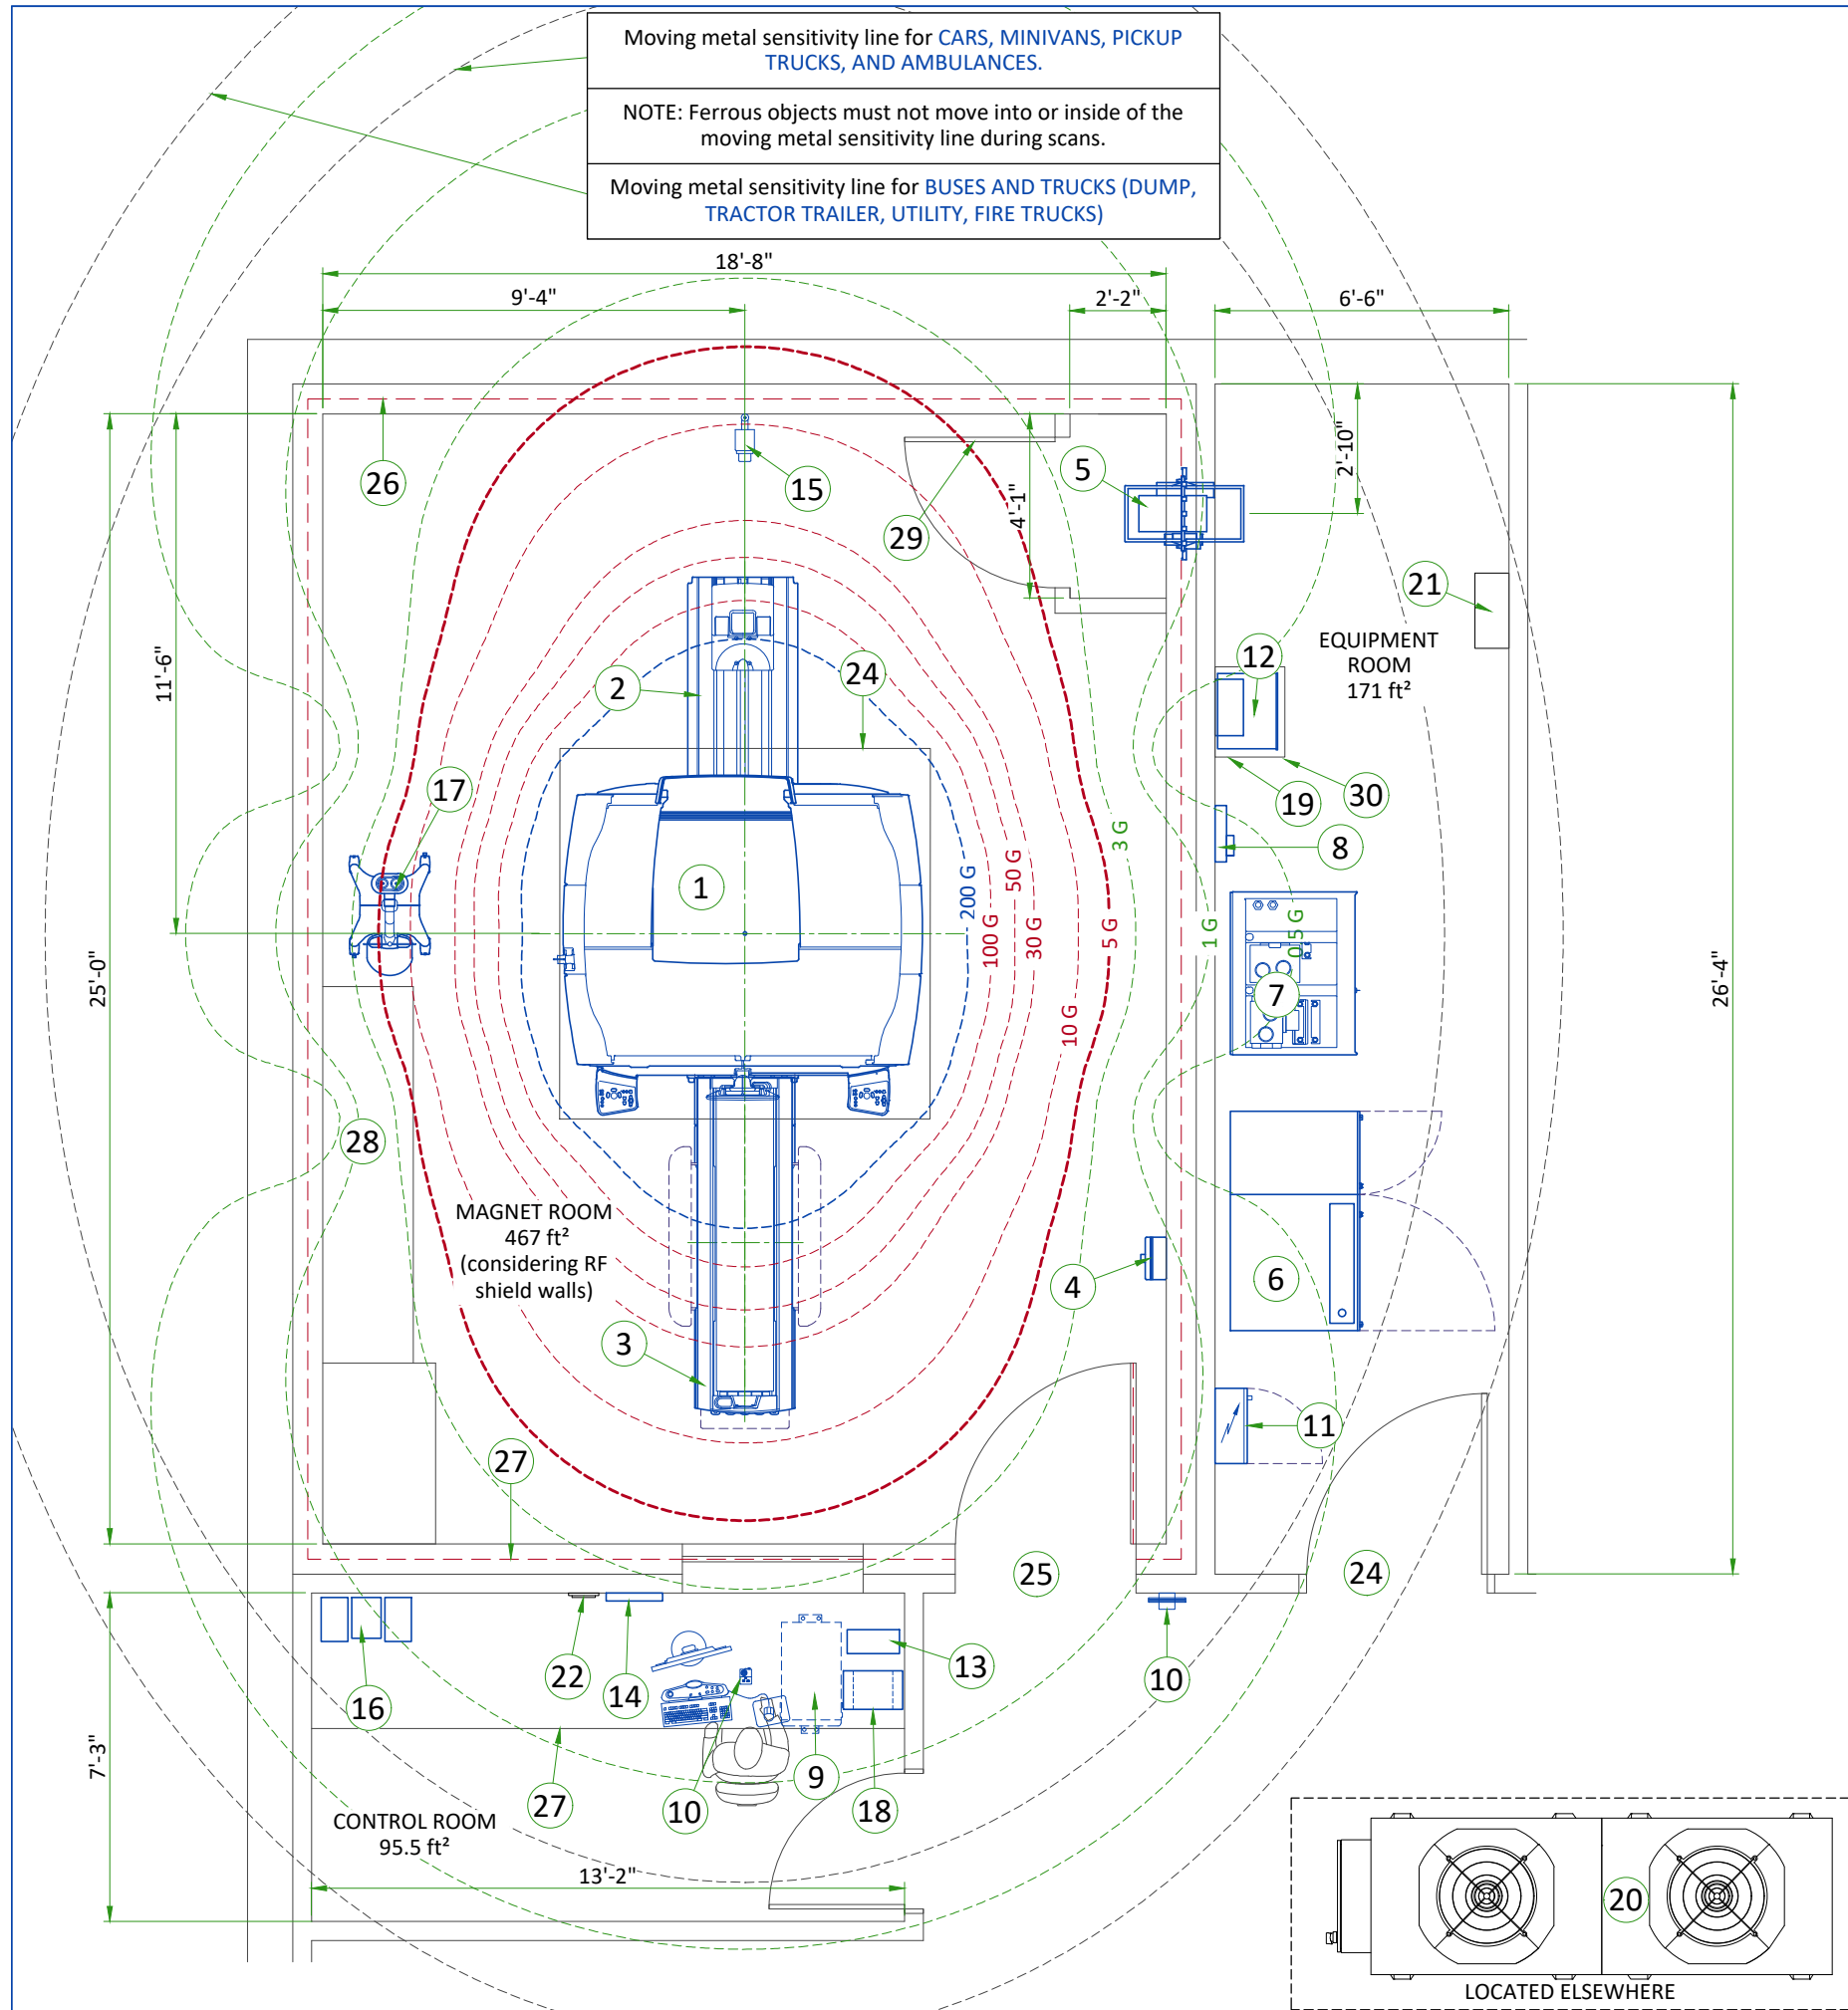 Moving metal sensitivity line for CARS, MINIVANS, PICKUP
TRUCKS, AND AMBULANCES.
NOTE: Ferrous objects must not move into or inside of the
moving metal sensitivity line during scans.
Moving metal sensitivity line for BUSES AND TRUCKS (DUMP,
TRACTOR TRAILER, UTILITY, FIRE TRUCKS)
18'-8"
9'-4"
2'-2"
6'-6"
26
15
5
2'-10"
29
4'-1"
21
EQUIPMENT
ROOM
171 ft²
11'-6"
2
24
12
17
19
30
3 G
8
1
200 G
50 G
100 G
30 G
5 G
1 G
0.5 G
25'-0"
26'-4"
7
10 G
28
MAGNET ROOM
467 ft²
(considering RF
shield walls)
4
6
3
11
27
25
24
22
14
13
10
16
7'-3"
9
10
27
18
CONTROL ROOM
95.5 ft²
13'-2"
20
LOCATED ELSEWHERE